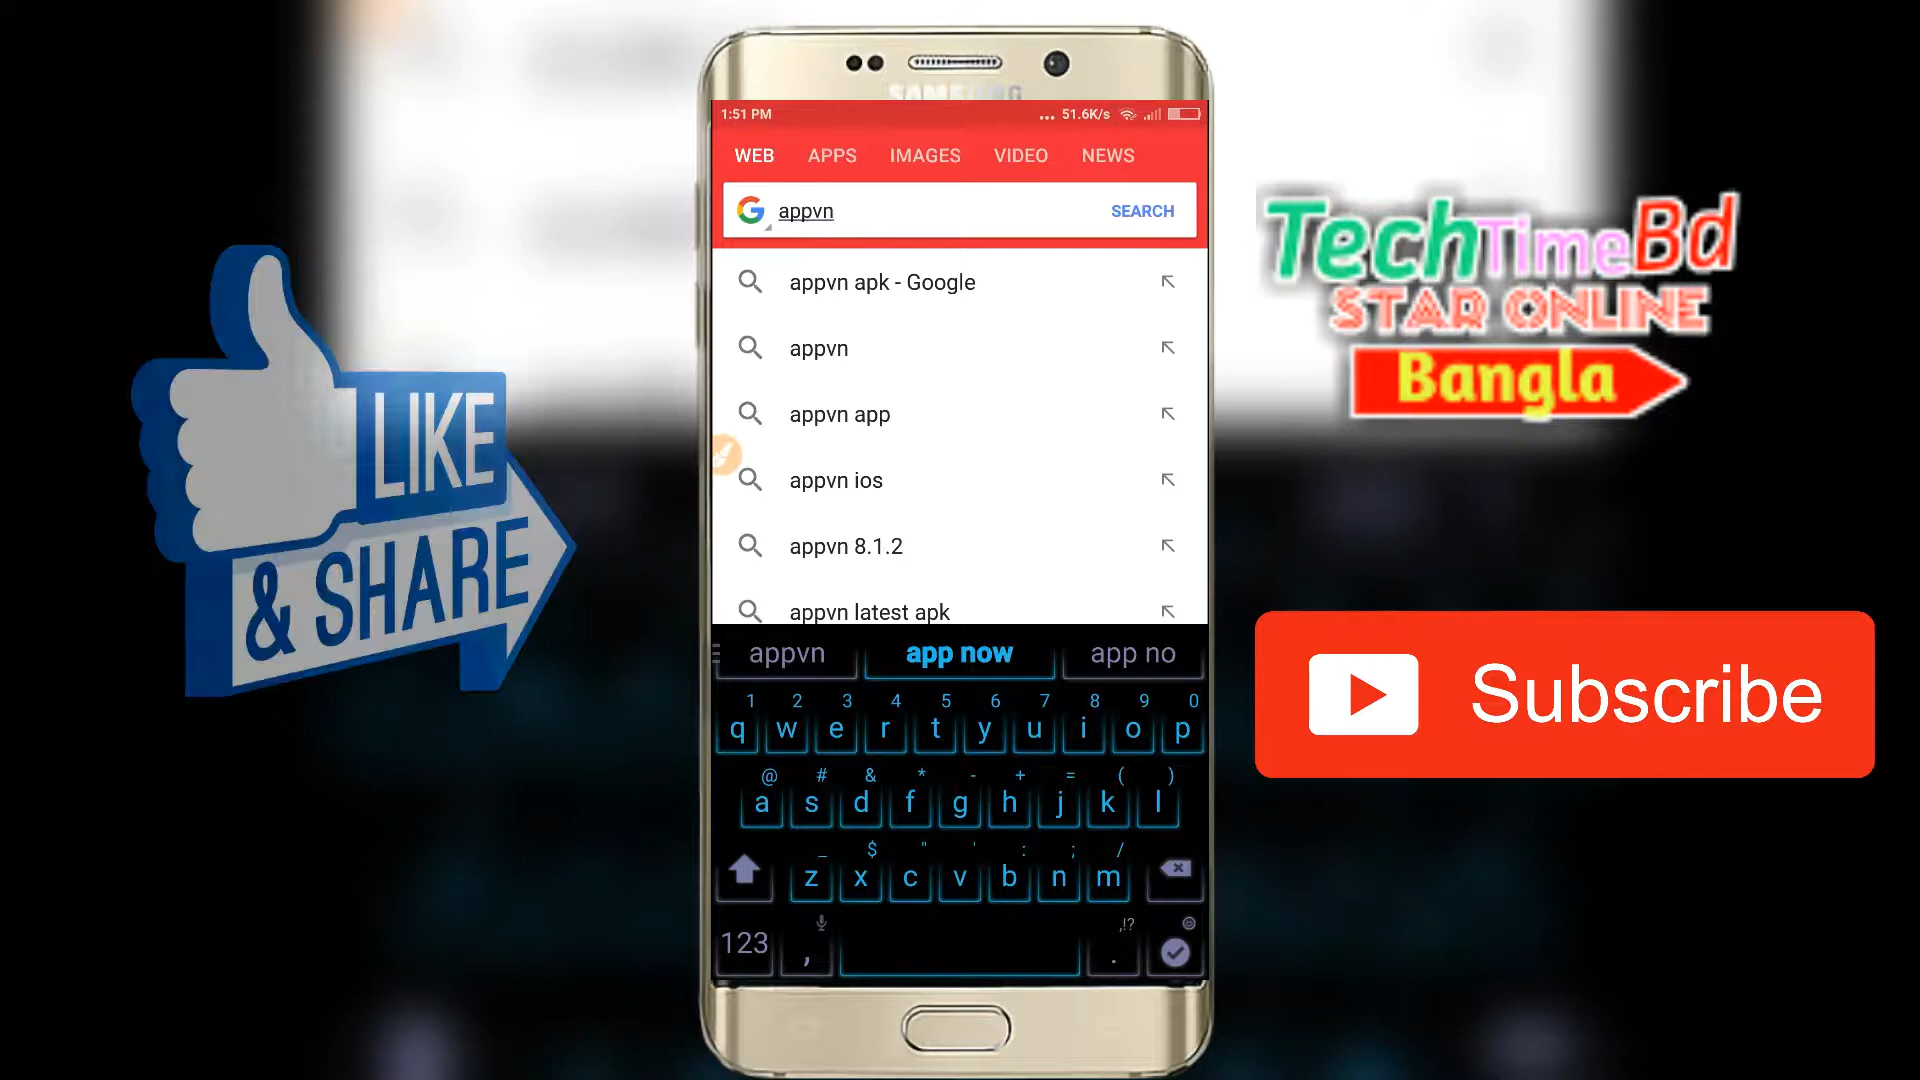 SAMSUNG
1:51 PM
... 51.6K/s
WEB APPS IMAGES VIDEO NEWS
appvn SEARCH
appvn apk - Google
appvn
appvn app
appvn ios
appvn 8.1.2
appvn latest apk
appvn app now app no
1 2 3 4 5 6 7 8 9 0
q w e r t y u i o p
@ # & * - + = ( )
a s d f g h j k l
_ $ " ' : ; /
z x c v b n m
,!?
123 , .
LIKE
& SHARE
TechTimeBd
STAR ONLINE
Bangla
Subscribe